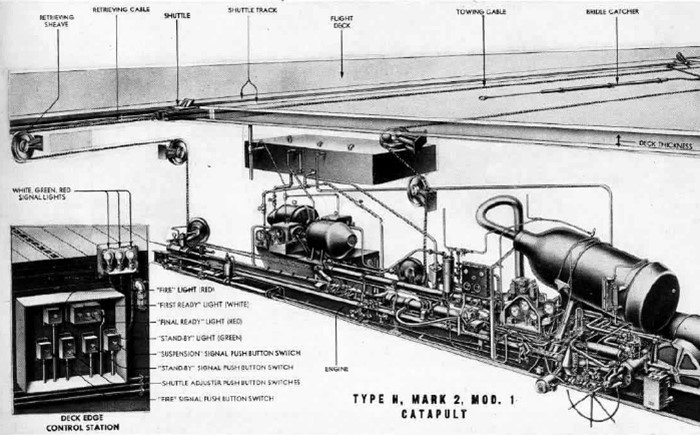 RETRIEVING
SHEAVE
RETRIEVING CABLE
SHUTTLE
SHUTTLE TRACK
FLIGHT
DECK
TOWING CABLE
BRIDLE CATCHER
DECK THICKNESS
WHITE, GREEN, RED
SIGNAL LIGHTS
"FIRE" LIGHT (RED)
"FIRST READY" LIGHT (WHITE)
"FINAL READY" LIGHT (RED)
"STAND-BY" LIGHT (GREEN)
"SUSPENSION" SIGNAL PUSH BUTTON SWITCH
"STAND-BY" SIGNAL PUSH BUTTON SWITCH
SHUTTLE ADJUSTER PUSH BUTTON SWITCHES
"FIRE" SIGNAL PUSH BUTTON SWITCH
ENGINE
DECK EDGE
CONTROL STATION
TYPE H, MARK 2, MOD. 1
CATAPULT